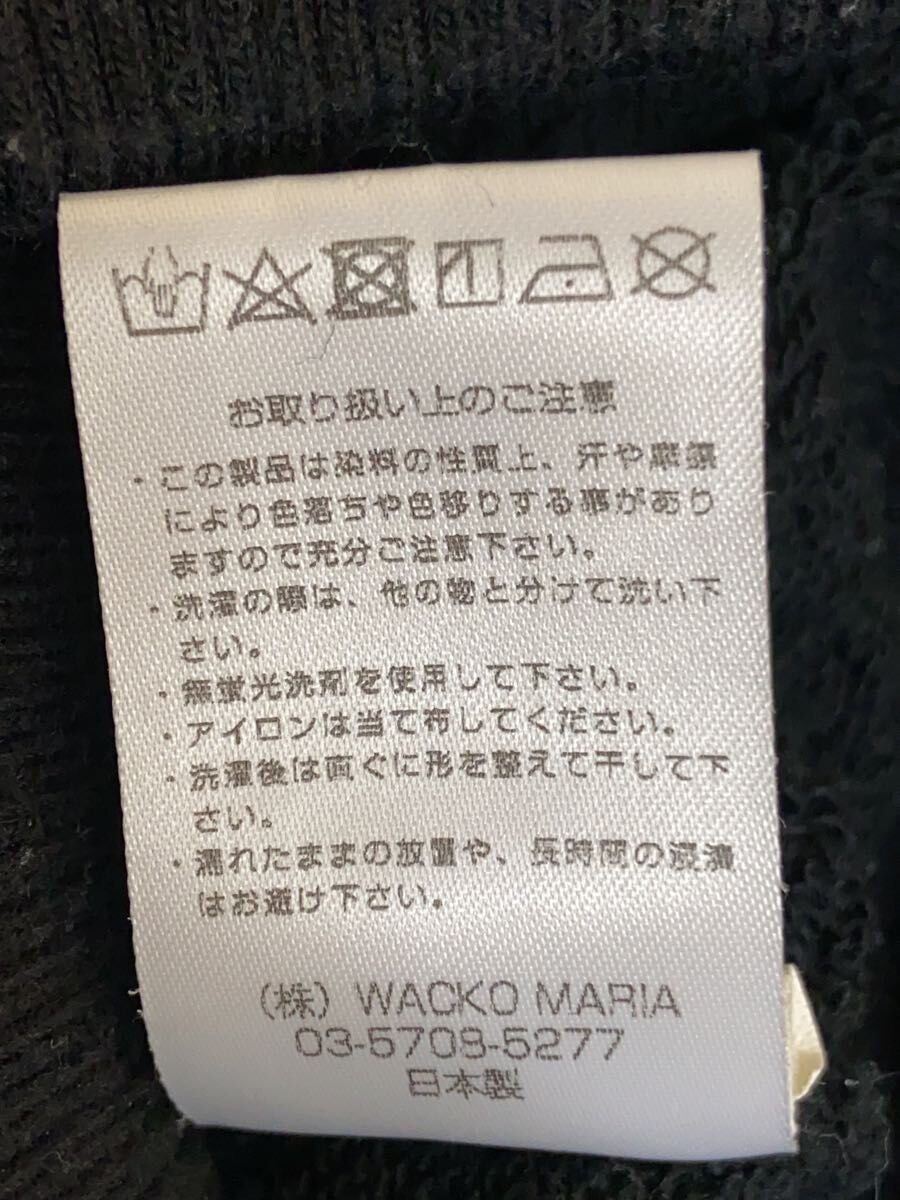 お取り扱い上のご注意
・この製品は染料の性質上、汗や摩擦
により色落ちや色移りする事があり
ますので充分ご注意下さい。
・洗濯の際は、他の物と分けて洗い下
さい。
・無蛍光洗剤を使用して下さい。
・アイロンは当て布してください。
・洗濯後は直ぐに形を整えて干して下
さい。
・濡れたままの放置や、長時間の浸漬
はお避け下さい。
(株) WACKO MARIA
03-5708-5277
日本製